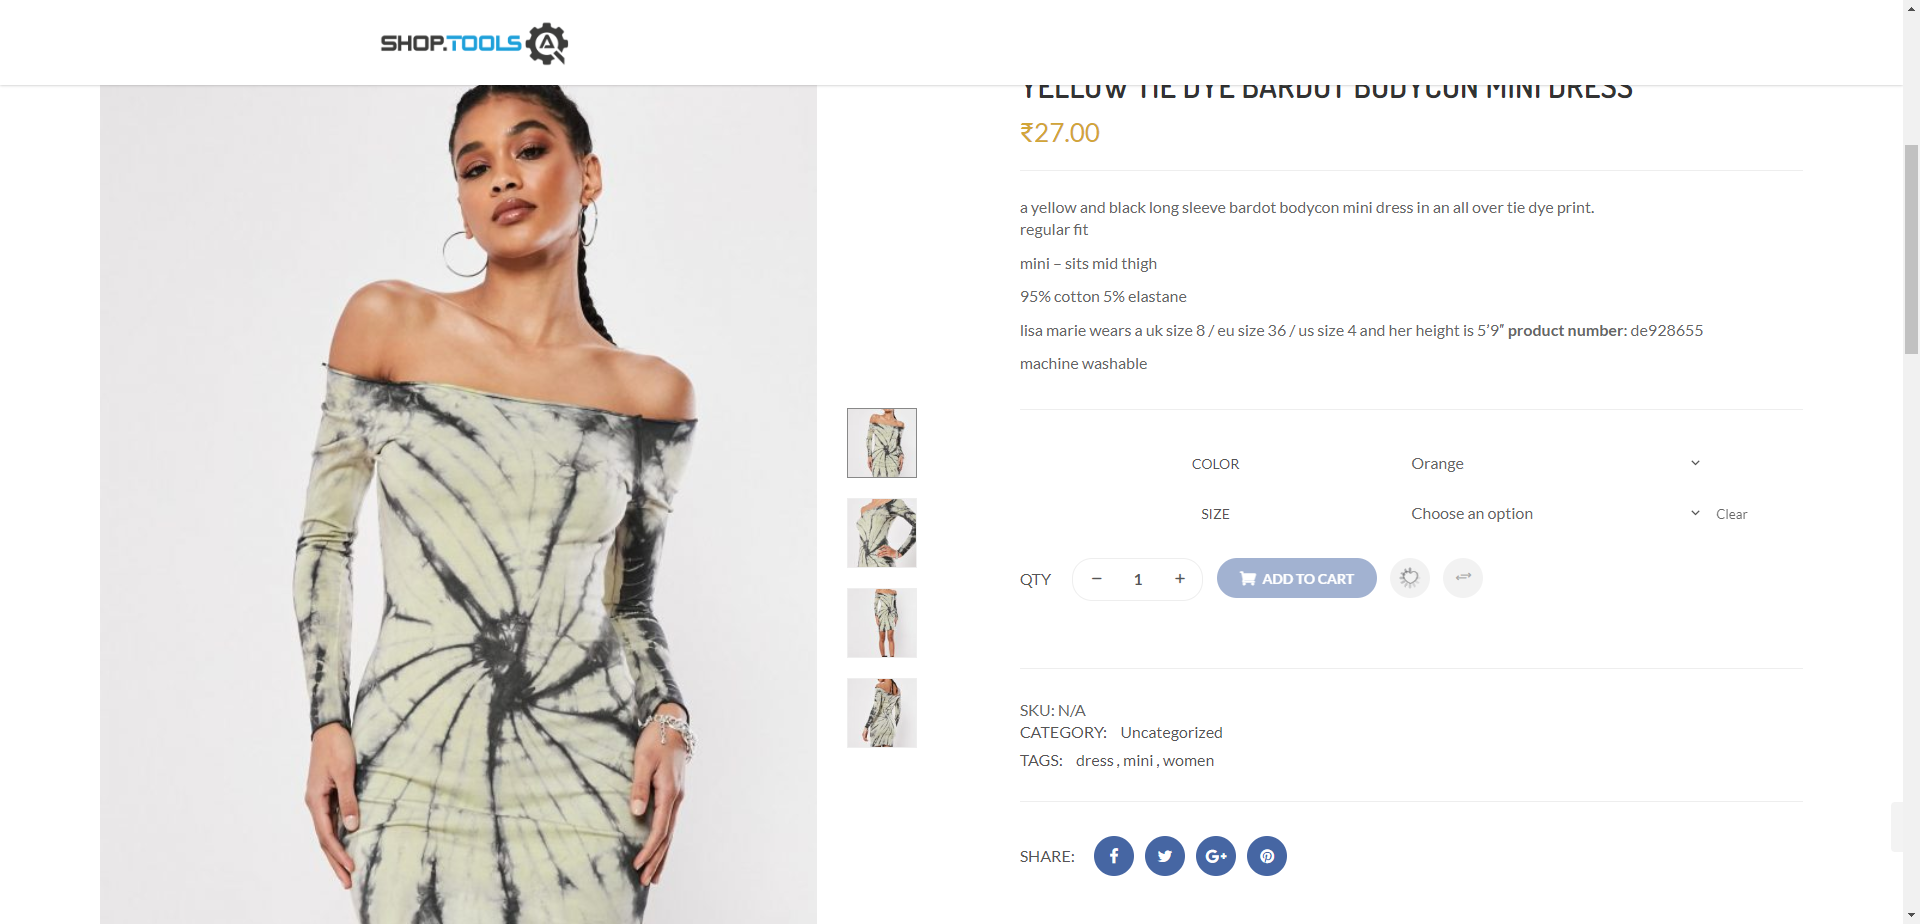 SHOP.TOOLS
YELLOW TIE DYE BARDOT BODYCON MINI DRESS
₹27.00
a yellow and black long sleeve bardot bodycon mini dress in an all over tie dye print.
regular fit
mini – sits mid thigh
95% cotton 5% elastane
lisa marie wears a uk size 8 / eu size 36 / us size 4 and her height is 5’9” product number: de928655
machine washable
COLOR Orange
SIZE Choose an option Clear
QTY − 1 + ADD TO CART
SKU: N/A
CATEGORY: Uncategorized
TAGS: dress , mini , women
SHARE: